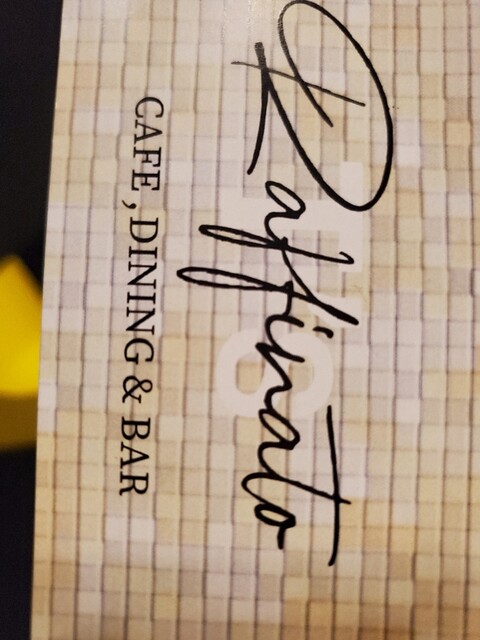 Raffinato
CAFE , DINING & BAR